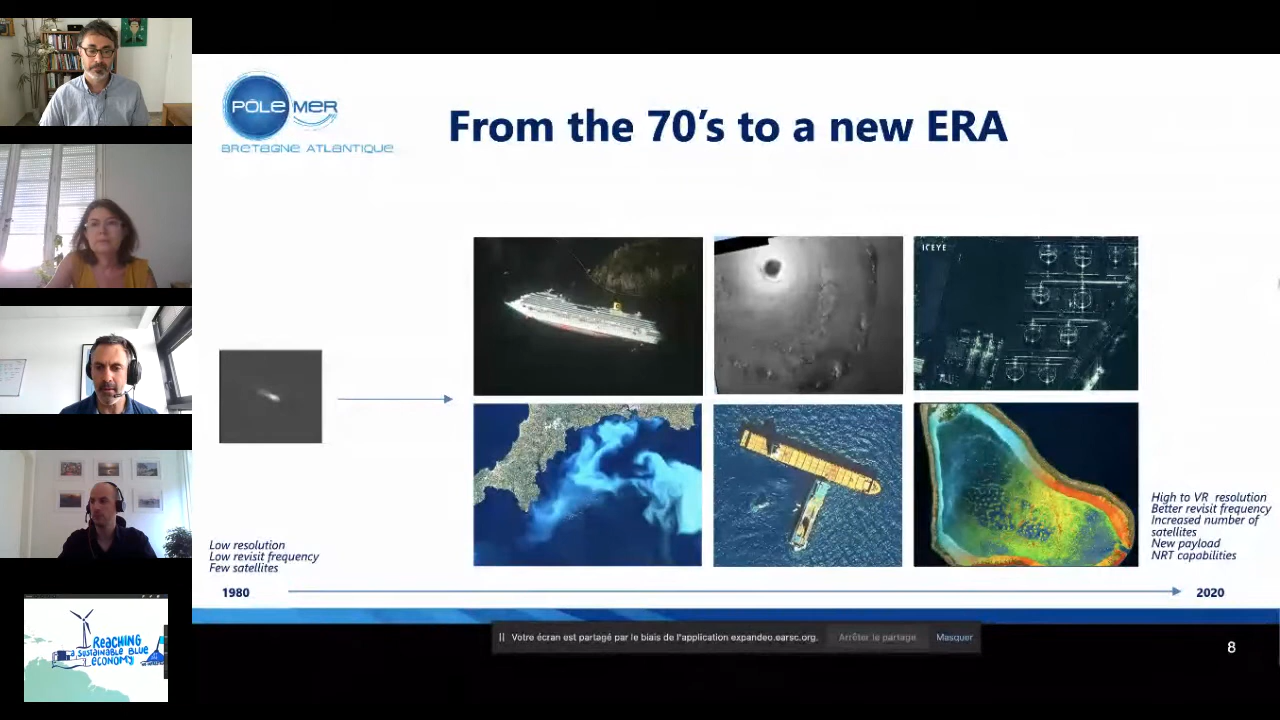 PÔLE MER
BRETAGNE ATLANTIQUE
From the 70's to a new ERA
ICEYE
High to VR resolution
Better revisit frequency
Increased number of
satellites
New payload
NRT capabilities
Low resolution
Low revisit frequency
Few satellites
1980
2020
REACHING
a SUSTAINABLE BLUE
ECONOMY
Votre écran est partagé par le biais de l'application expandeo.earsc.org.
Arrêter le partage
Masquer
8